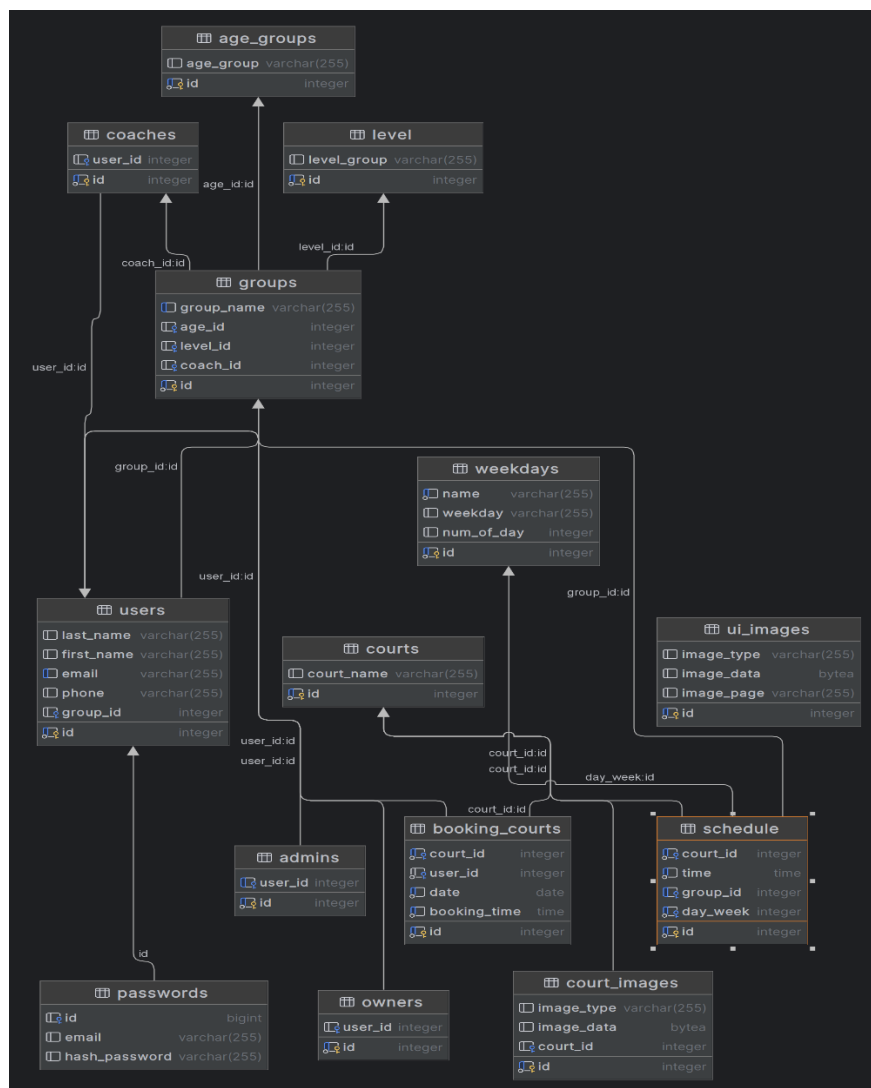 age_groups
age_group varchar(255)
id integer
coaches
user_id integer
id integer
level
level_group varchar(255)
id integer
age_id:id
level_id:id
coach_id:id
groups
group_name varchar(255)
age_id integer
level_id integer
coach_id integer
id integer
user_id:id
group_id:id
weekdays
name varchar(255)
weekday varchar(255)
num_of_day integer
id integer
user_id:id
group_id:id
users
last_name varchar(255)
first_name varchar(255)
email varchar(255)
phone varchar(255)
group_id integer
id integer
courts
court_name varchar(255)
id integer
ui_images
image_type varchar(255)
image_data bytea
image_page varchar(255)
id integer
user_id:id
user_id:id
court_id:id
court_id:id
day_week:id
court_id:id
admins
user_id integer
id integer
booking_courts
court_id integer
user_id integer
date date
booking_time time
id integer
schedule
court_id integer
time time
group_id integer
day_week integer
id integer
id
passwords
id bigint
email varchar(255)
hash_password varchar(255)
owners
user_id integer
id integer
court_images
image_type varchar(255)
image_data bytea
court_id integer
id integer